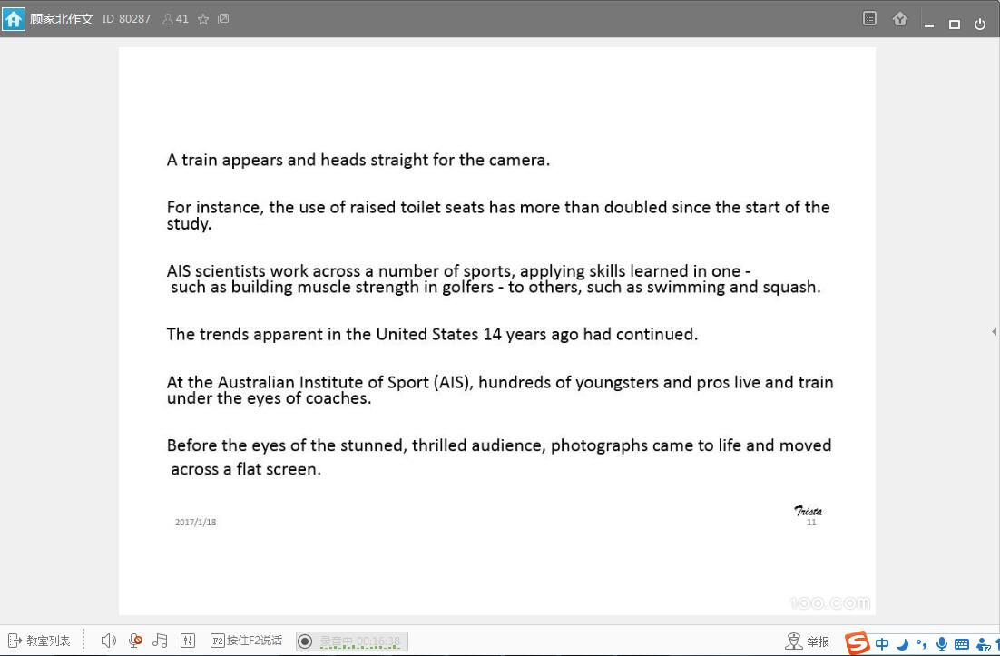 顾家北作文 ID 80287 41
A train appears and heads straight for the camera.
For instance, the use of raised toilet seats has more than doubled since the start of the
study.
AIS scientists work across a number of sports, applying skills learned in one -
such as building muscle strength in golfers - to others, such as swimming and squash.
The trends apparent in the United States 14 years ago had continued.
At the Australian Institute of Sport (AIS), hundreds of youngsters and pros live and train
under the eyes of coaches.
Before the eyes of the stunned, thrilled audience, photographs came to life and moved
across a flat screen.
Trista
2017/1/18 11
100.com
教室列表 F2 按住F2说话 录音中 00:16:38 举报 S 中